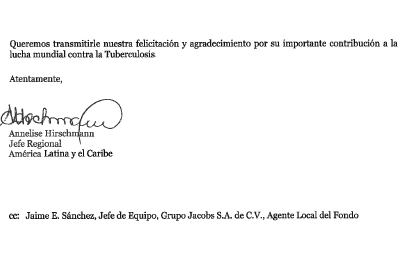 Queremos transmitirle nuestra felicitación y agradecimiento por su importante contribución a la
lucha mundial contra la Tuberculosis.
Atentamente,
Annelise Hirschmann
Jefe Regional
América Latina y el Caribe
cc: Jaime E. Sánchez, Jefe de Equipo, Grupo Jacobs S.A. de C.V., Agente Local del Fondo